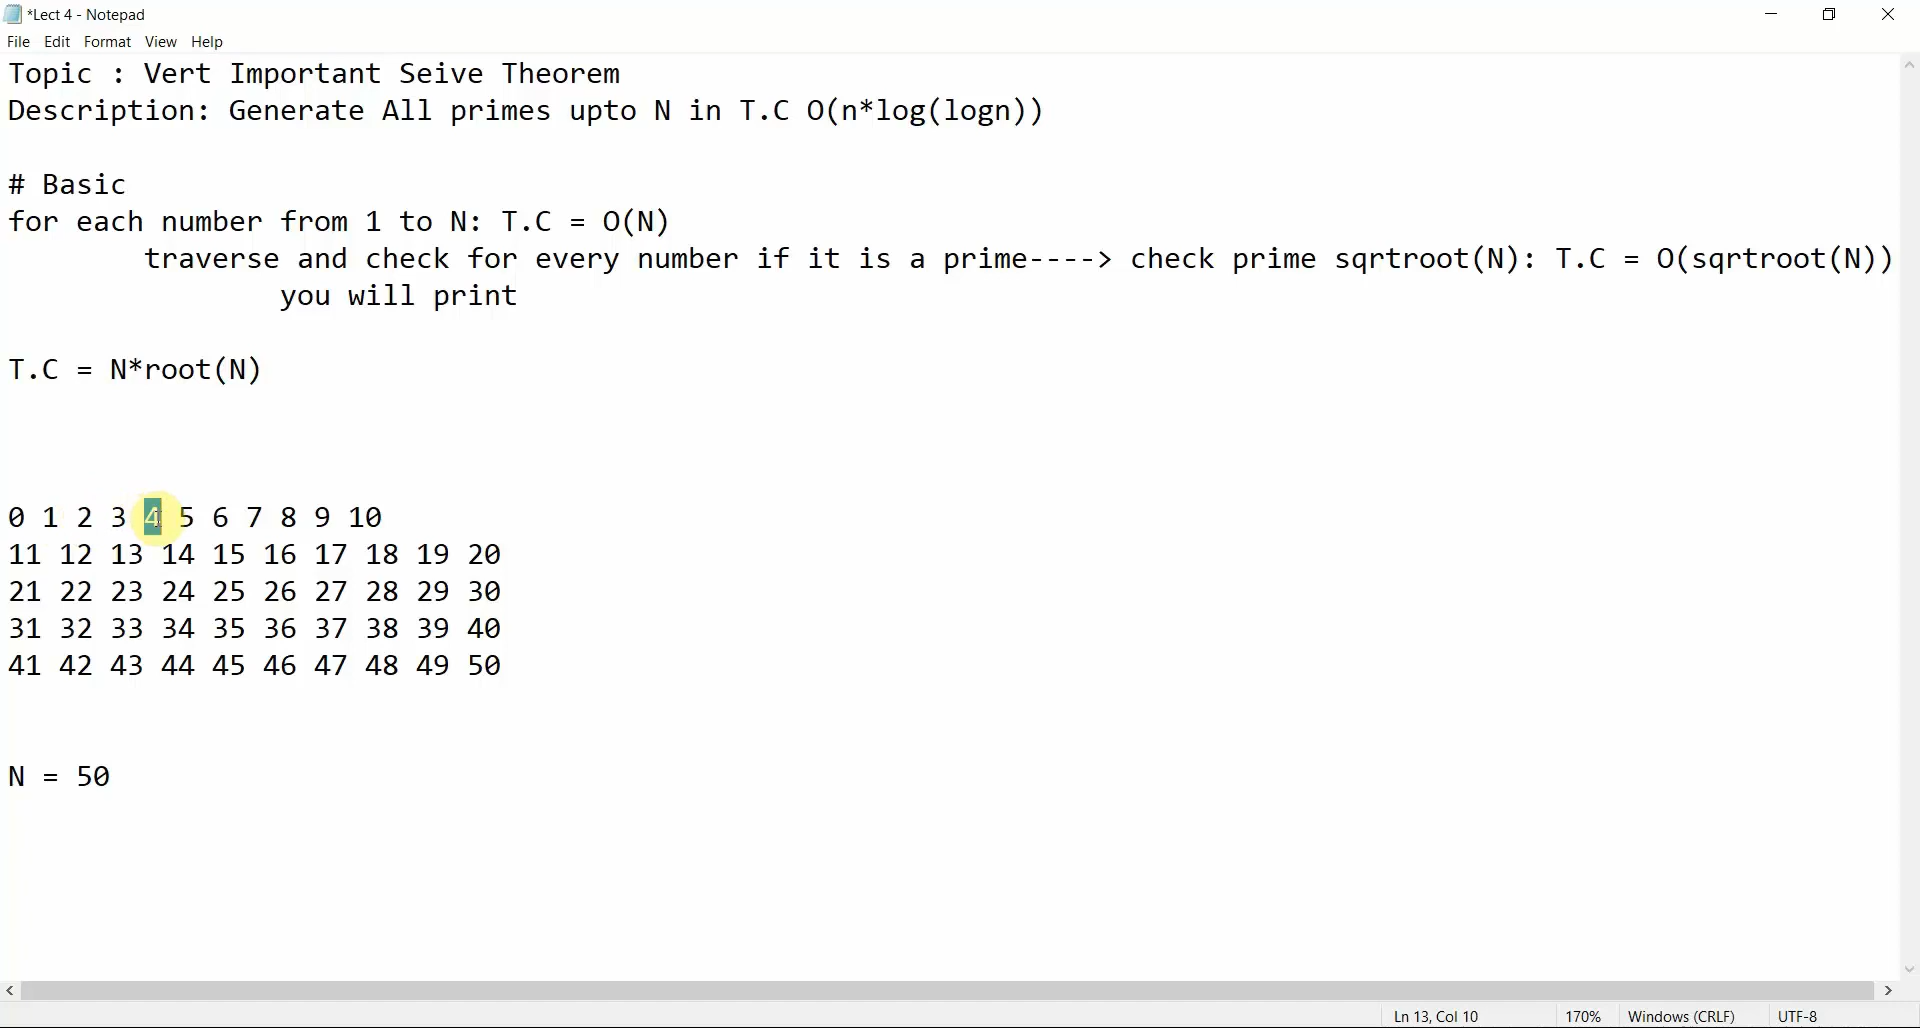 *Lect 4 - Notepad
File Edit Format View Help
Topic : Vert Important Seive Theorem
Description: Generate All primes upto N in T.C O(n*log(logn))
# Basic
for each number from 1 to N: T.C = O(N)
traverse and check for every number if it is a prime----> check prime sqrtroot(N): T.C = O(sqrtroot(N))
you will print
T.C = N*root(N)
0 1 2 3 4 5 6 7 8 9 10
11 12 13 14 15 16 17 18 19 20
21 22 23 24 25 26 27 28 29 30
31 32 33 34 35 36 37 38 39 40
41 42 43 44 45 46 47 48 49 50
N = 50
Ln 13, Col 10 170% Windows (CRLF) UTF-8